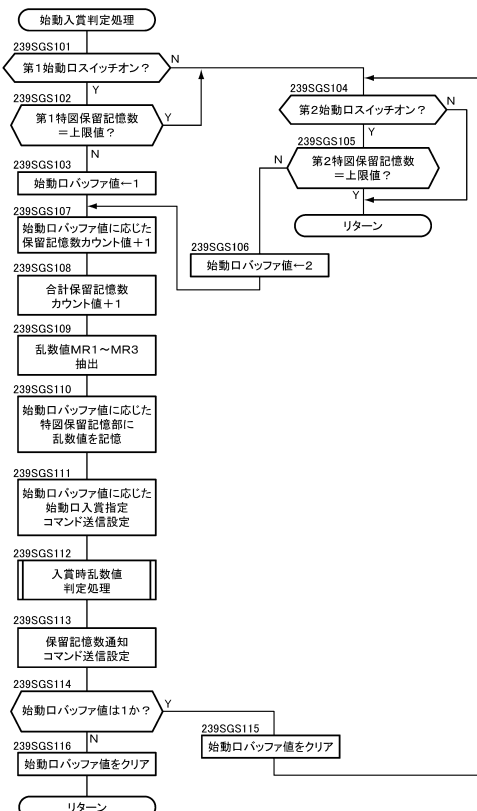 始動入賞判定処理
239SGS101
第1始動口スイッチオン？
N
Y
239SGS102
第1特図保留記憶数
＝上限値？
Y
N
239SGS103
始動口バッファ値←1
239SGS104
第2始動口スイッチオン？
N
Y
239SGS105
第2特図保留記憶数
＝上限値？
N
Y
リターン
239SGS106
始動口バッファ値←2
239SGS107
始動口バッファ値に応じた
保留記憶数カウント値＋1
239SGS108
合計保留記憶数
カウント値＋1
239SGS109
乱数値MR1～MR3
抽出
239SGS110
始動口バッファ値に応じた
特図保留記憶部に
乱数値を記憶
239SGS111
始動口バッファ値に応じた
始動口入賞指定
コマンド送信設定
239SGS112
入賞時乱数値
判定処理
239SGS113
保留記憶数通知
コマンド送信設定
239SGS114
始動口バッファ値は1か？
Y
N
239SGS115
始動口バッファ値をクリア
239SGS116
始動口バッファ値をクリア
リターン